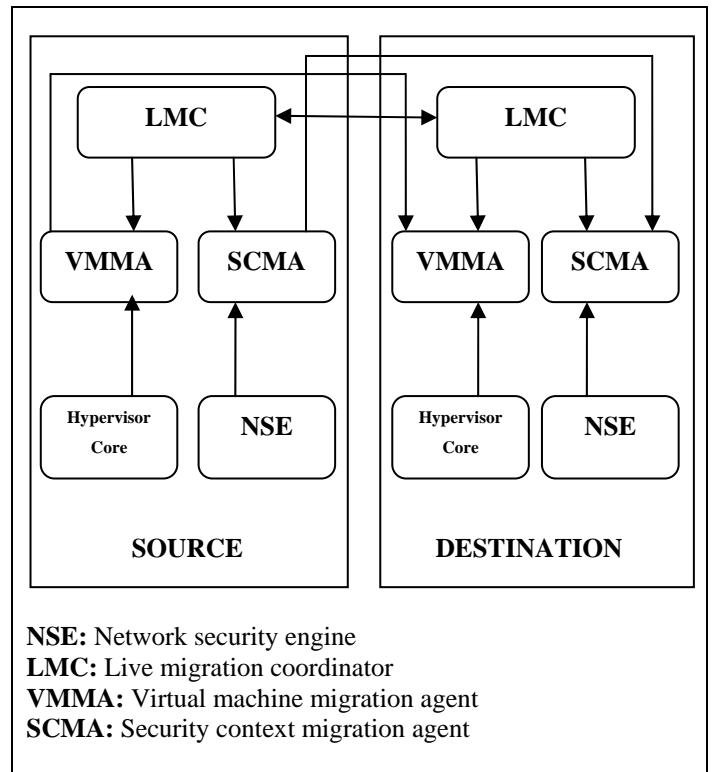 LMC
LMC
VMMA
SCMA
VMMA
SCMA
Hypervisor
Core
NSE
Hypervisor
Core
NSE
SOURCE
DESTINATION
NSE: Network security engine
LMC: Live migration coordinator
VMMA: Virtual machine migration agent
SCMA: Security context migration agent